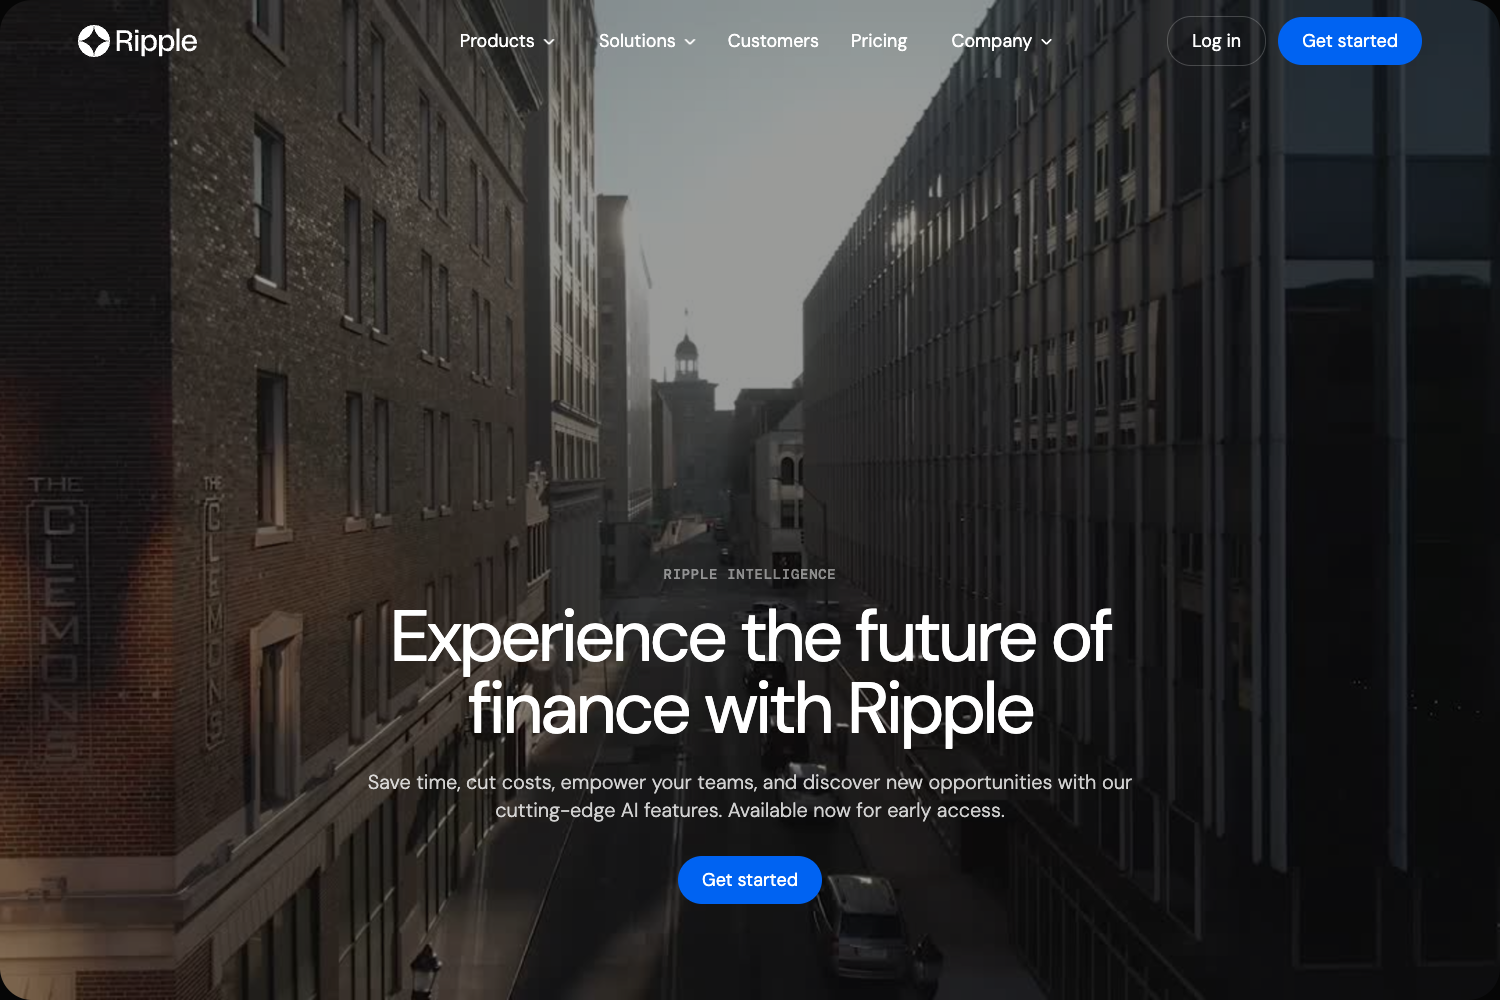 Ripple
Products
Solutions
Customers
Pricing
Company
Log in
Get started
THE
CLEMONS
THE
CLEMONS
RIPPLE INTELLIGENCE
Experience the future of
finance with Ripple
Save time, cut costs, empower your teams, and discover new opportunities with our
cutting-edge AI features. Available now for early access.
Get started